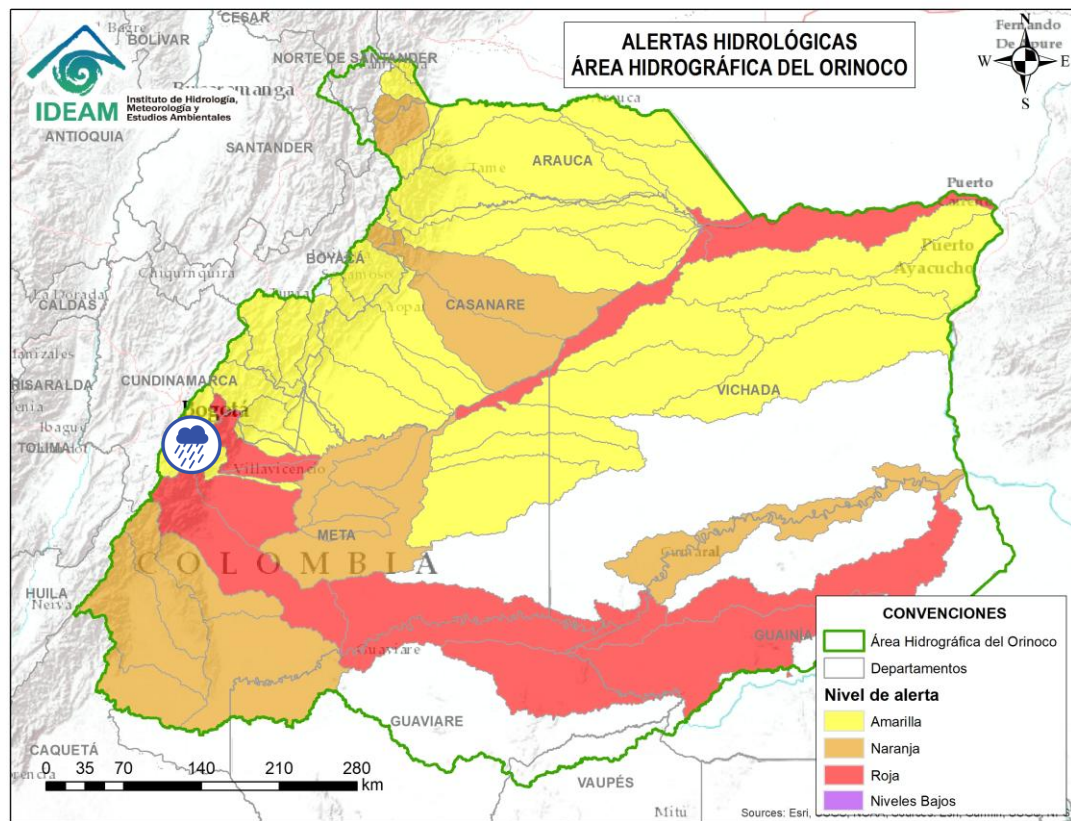 CESAR
BOLÍVAR
NORTE DE SANTANDER
ALERTAS HIDROLÓGICAS
ÁREA HIDROGRÁFICA DEL ORINOCO
Fernando
N
W
E
S
IDEAM
Instituto de Hidrología,
Meteorología y
Estudios Ambientales
ANTIOQUIA
SANTANDER
ARAUCA
Tame
Puerto
BOYACÁ
Chiquinquira
Puerto
Ayacucho
CALDAS
CASANARE
RISARALDA
CUNDINAMARCA
VICHADA
Bogotá
TOLIMA
Villavicencio
META
COLOMBIA
HUILA
GUAINÍA
GUAVIARE
CAQUETÁ
VAUPÉS
Mitú
0 35 70 140 210 280
km
CONVENCIONES
Área Hidrográfica del Orinoco
Departamentos
Nivel de alerta
Amarilla
Naranja
Roja
Niveles Bajos
Sources: Esri,